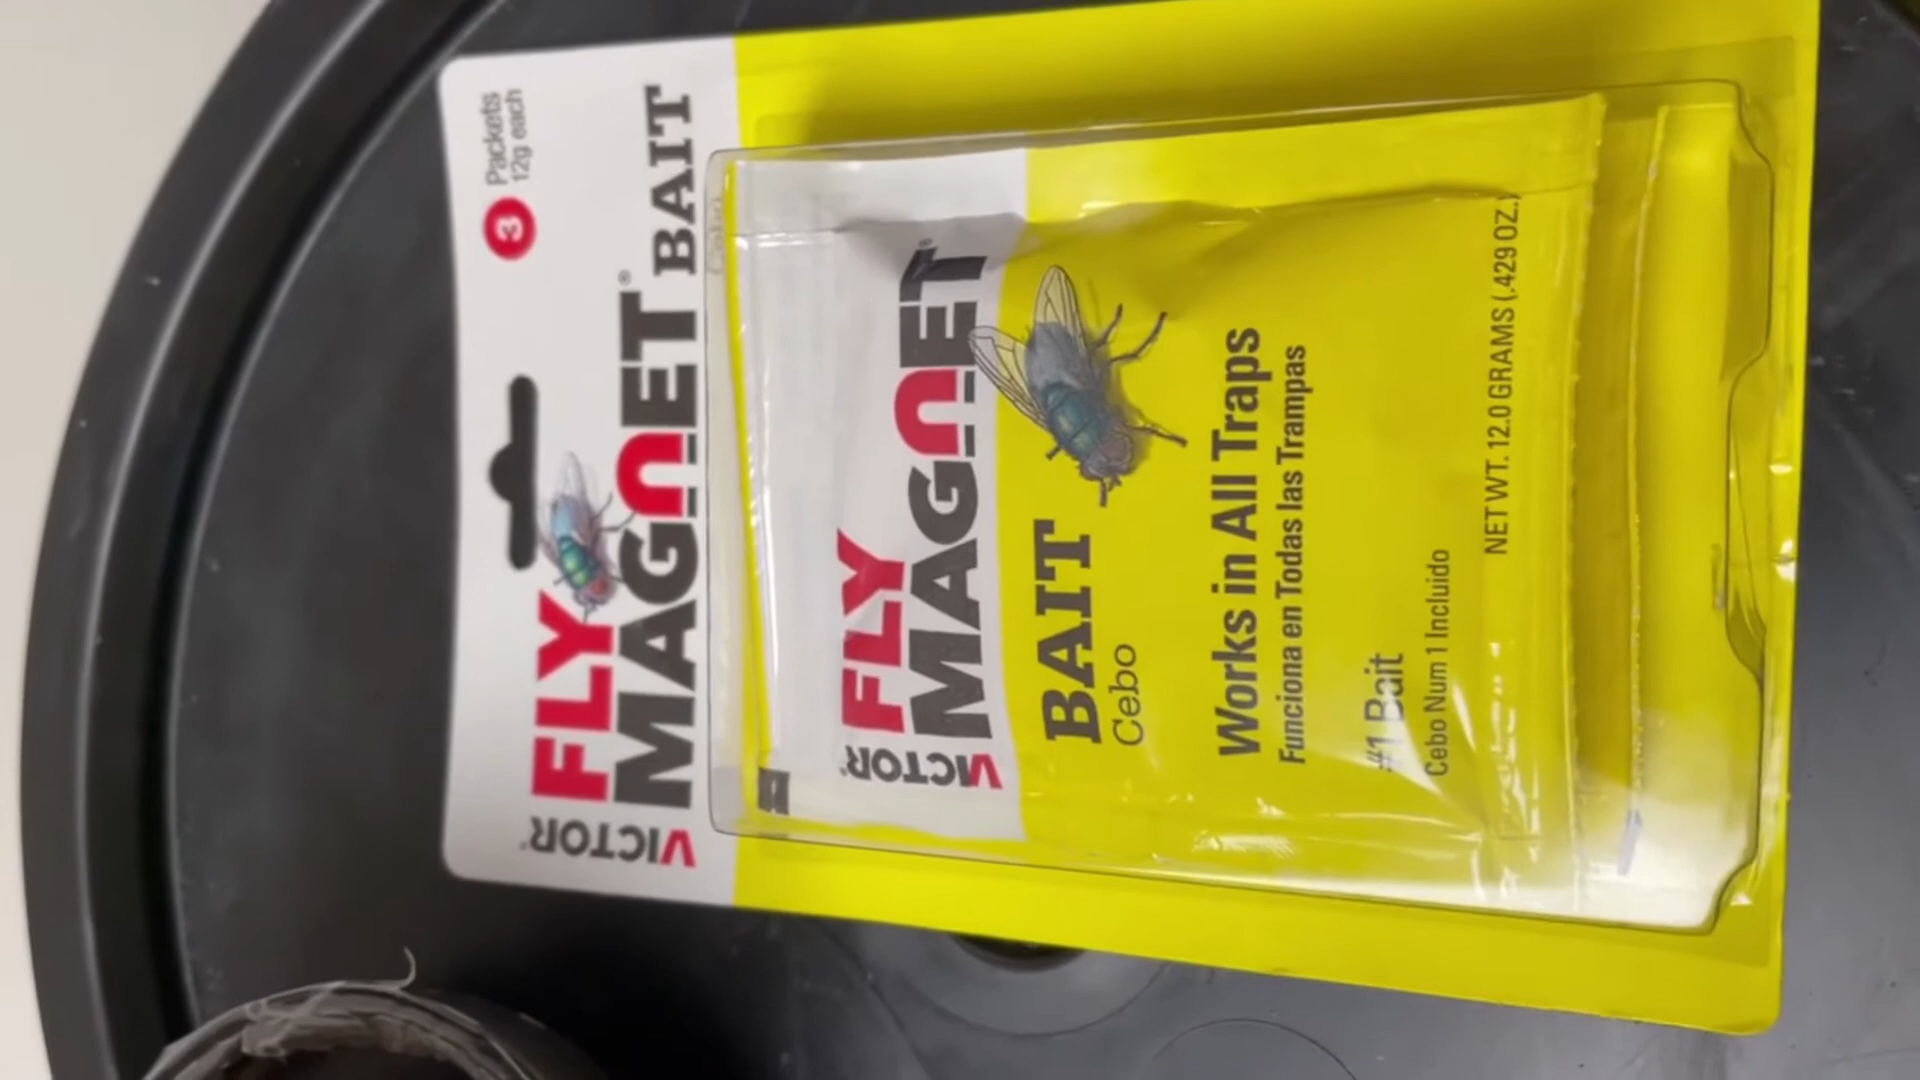 3 Packets
12g each
VICTOR® FLY
MAGNET® BAIT
VICTOR® FLY
MAGNET®
BAIT
Cebo
Works in All Traps
Funciona en Todas las Trampas
#1 Bait
Cebo Num 1 Incluido
NET WT. 12.0 GRAMS (.429 OZ.)